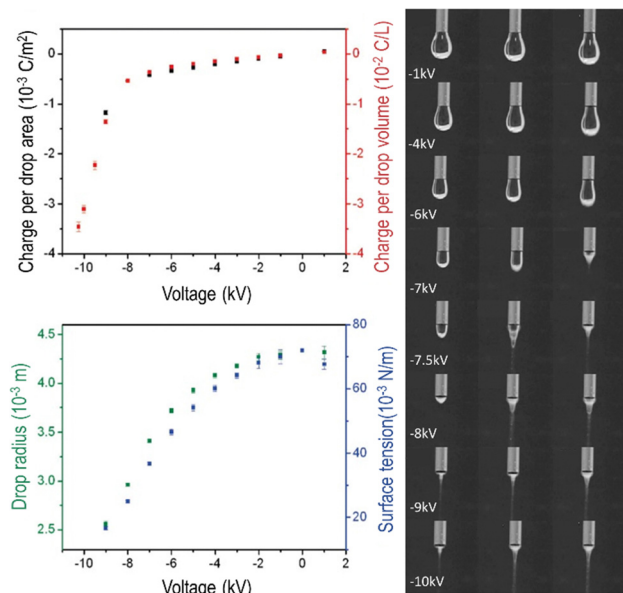 Charge per drop area (10⁻³ C/m²)
0
-1
-2
-3
-4
-10 -8 -6 -4 -2 0 2
Voltage (kV)
0
-1
-2
-3
-4
Charge per drop volume (10⁻² C/L)
Drop radius (10⁻³ m)
4.5
4.0
3.5
3.0
2.5
-10 -8 -6 -4 -2 0 2
Voltage (kV)
80
60
40
20
Surface tension(10⁻³ N/m)
-1kV
-4kV
-6kV
-7kV
-7.5kV
-8kV
-9kV
-10kV